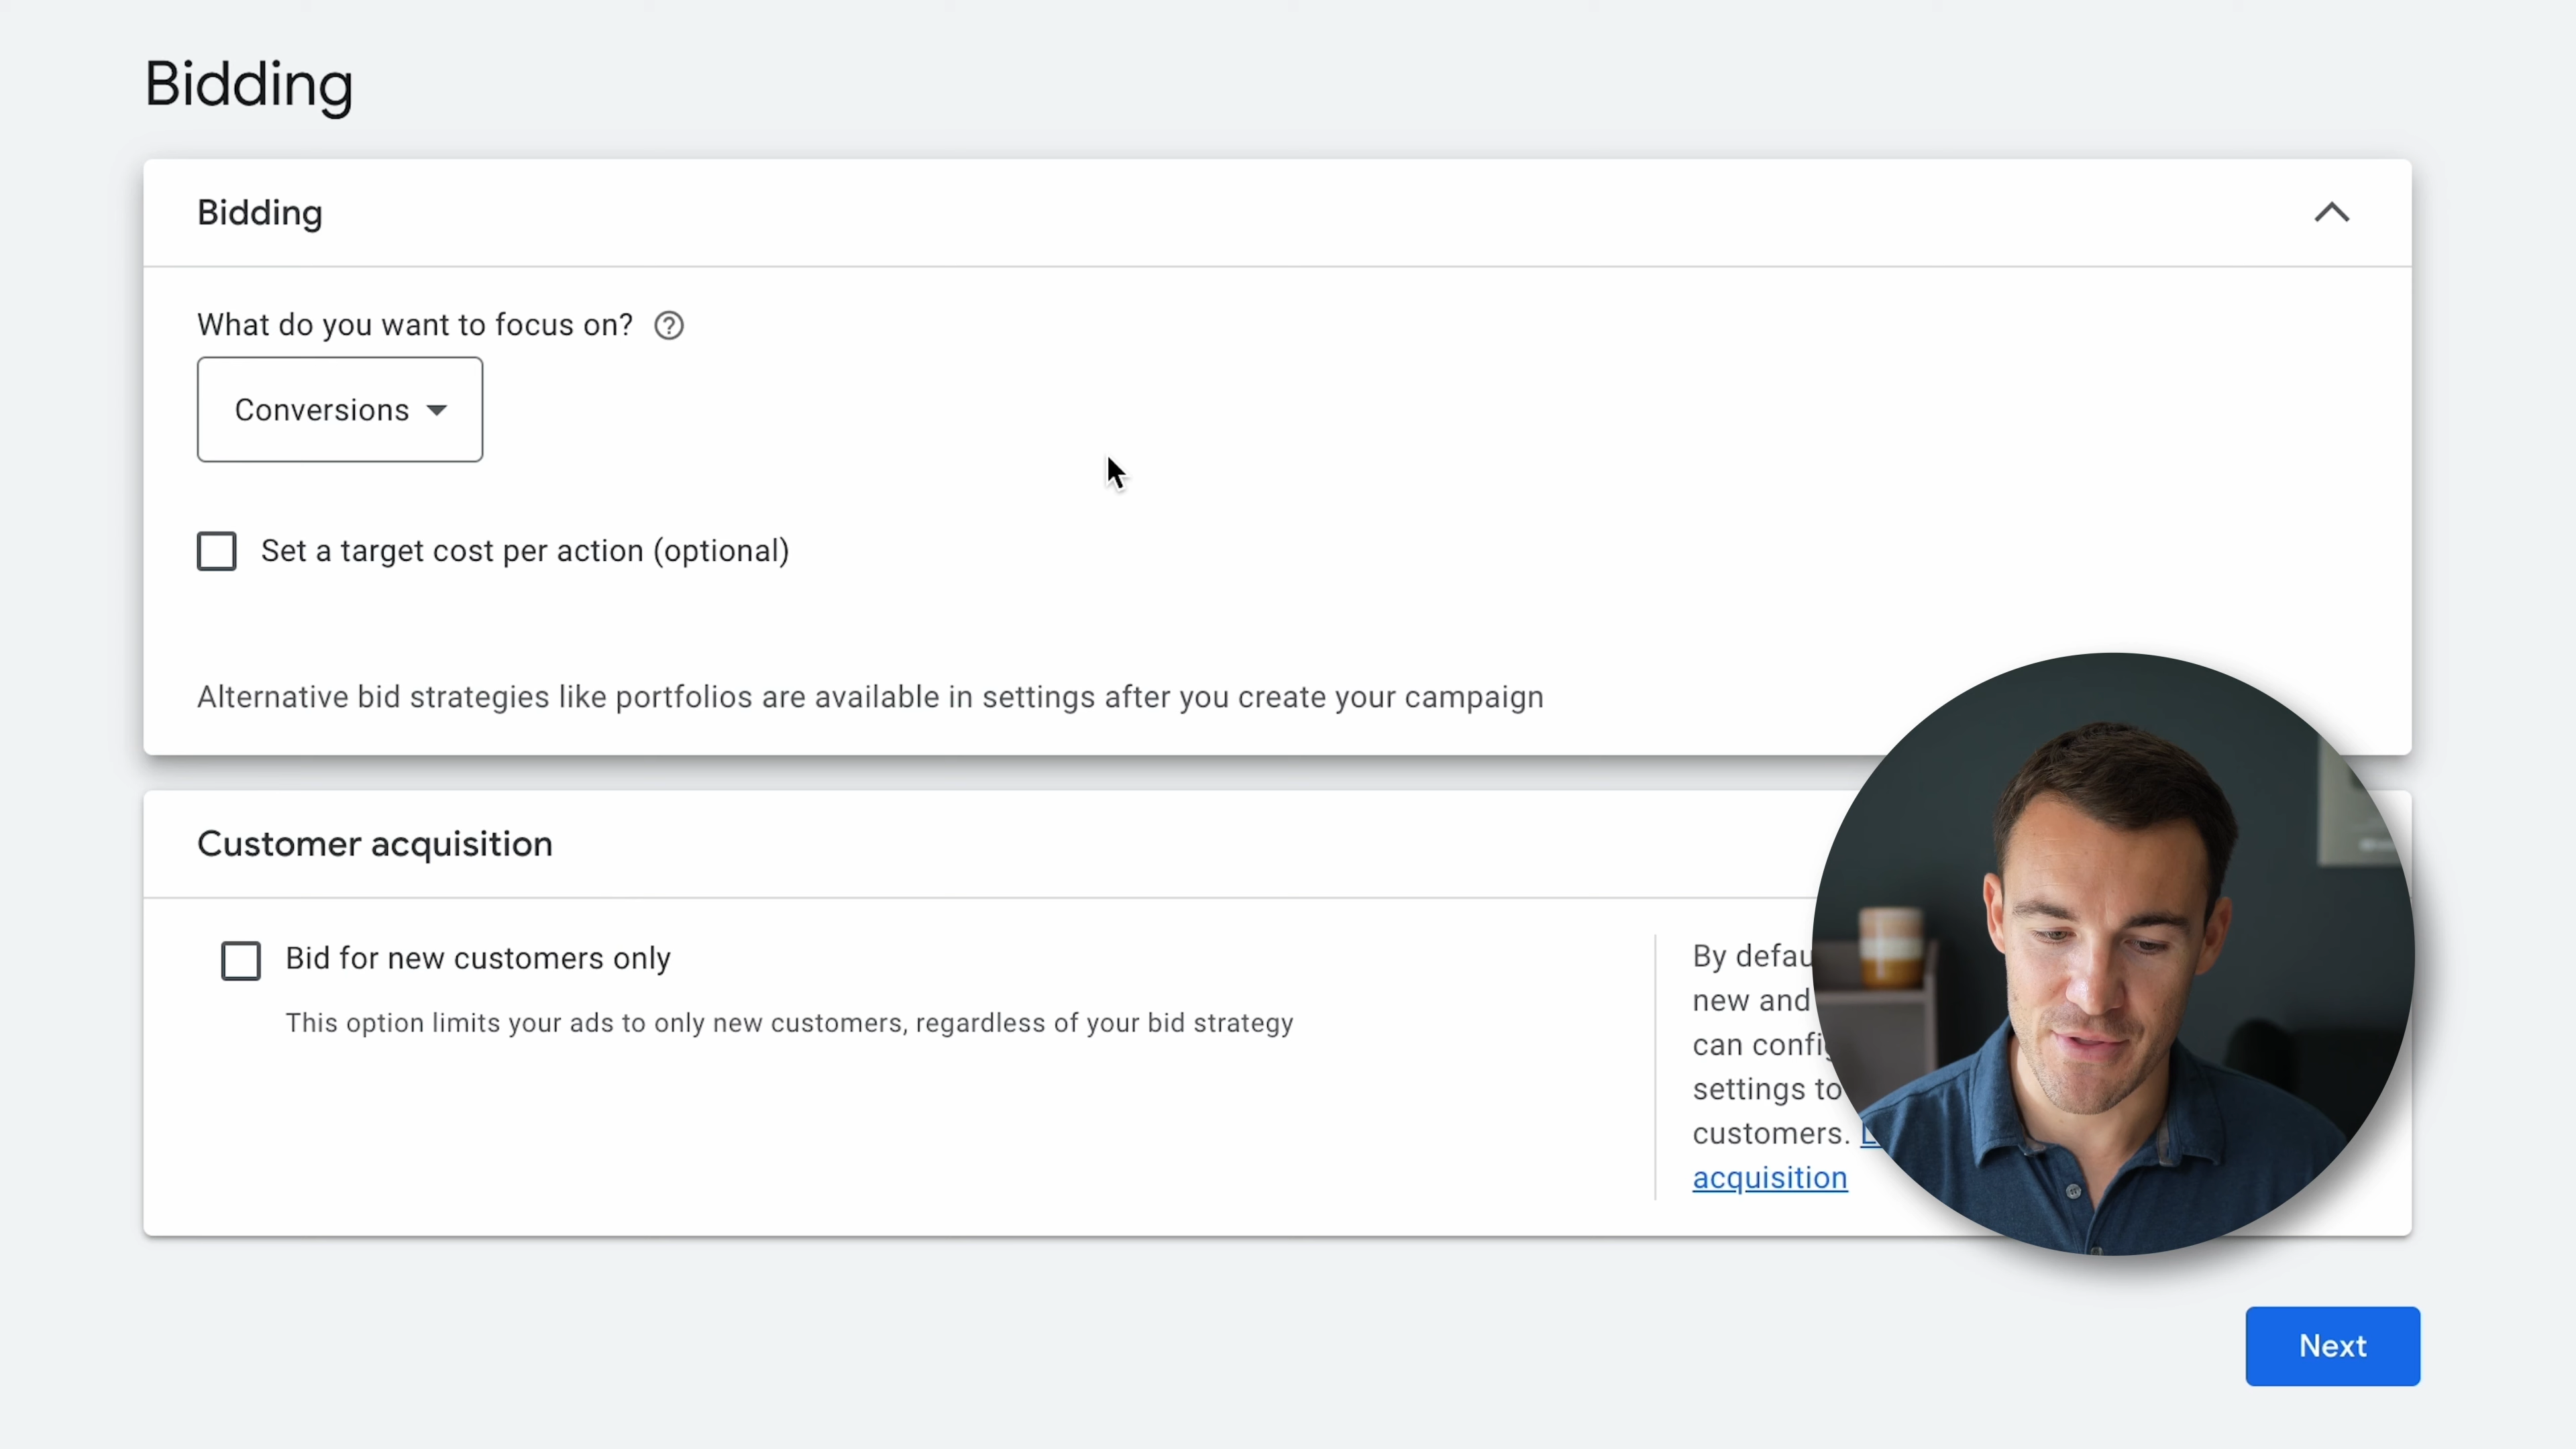 Bidding
Bidding
What do you want to focus on?
Conversions
Set a target cost per action (optional)
Alternative bid strategies like portfolios are available in settings after you create your campaign
Customer acquisition
Bid for new customers only
This option limits your ads to only new customers, regardless of your bid strategy
By
new and
can
settings to
customers.
acquisition
Next